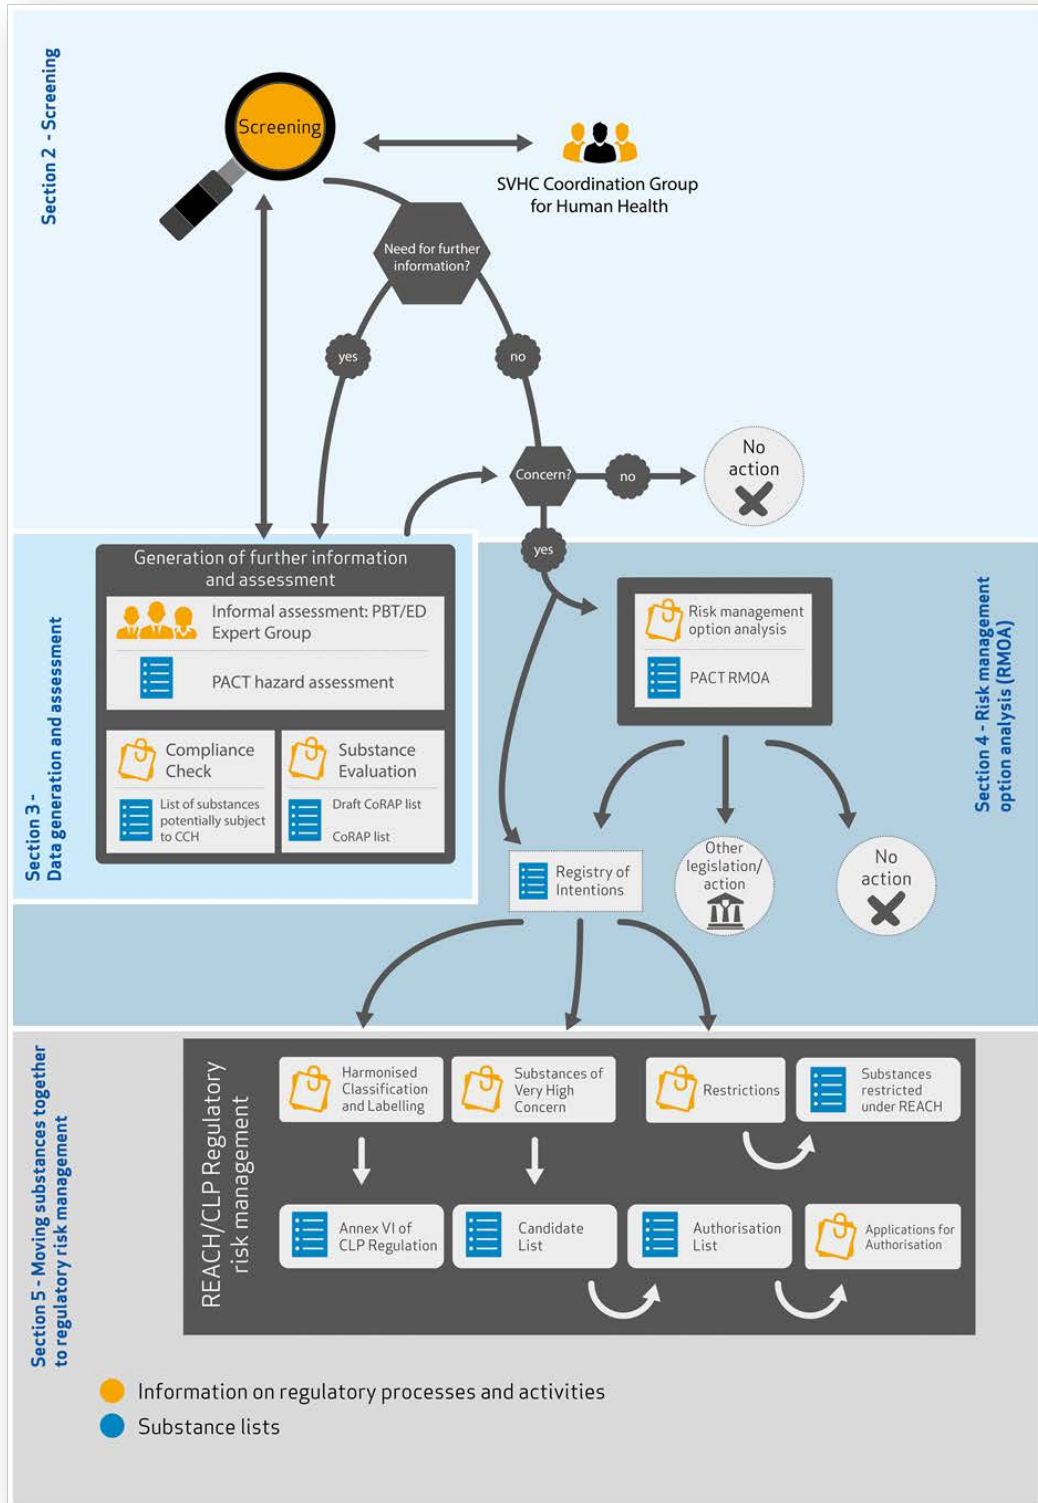 Section 2 - Screening
Screening
SVHC Coordination Group
for Human Health
Need for further
information?
yes
no
Concern?
no
No
action
yes
Section 3 -
Data generation and assessment
Generation of further information
and assessment
Informal assessment: PBT/ED
Expert Group
PACT hazard assessment
Compliance
Check
List of substances
potentially subject
to CCH
Substance
Evaluation
Draft CoRAP list
CoRAP list
Section 4 - Risk management
option analysis (RMOA)
Risk management
option analysis
PACT RMOA
Registry of
Intentions
Other
legislation/
action
No
action
Section 5 - Moving substances together
to regulatory risk management
REACH/CLP Regulatory
risk management
Harmonised
Classification
and Labelling
Substances of
Very High
Concern
Restrictions
Substances
restricted
under REACH
Annex VI of
CLP Regulation
Candidate
List
Authorisation
List
Applications for
Authorisation
Information on regulatory processes and activities
Substance lists